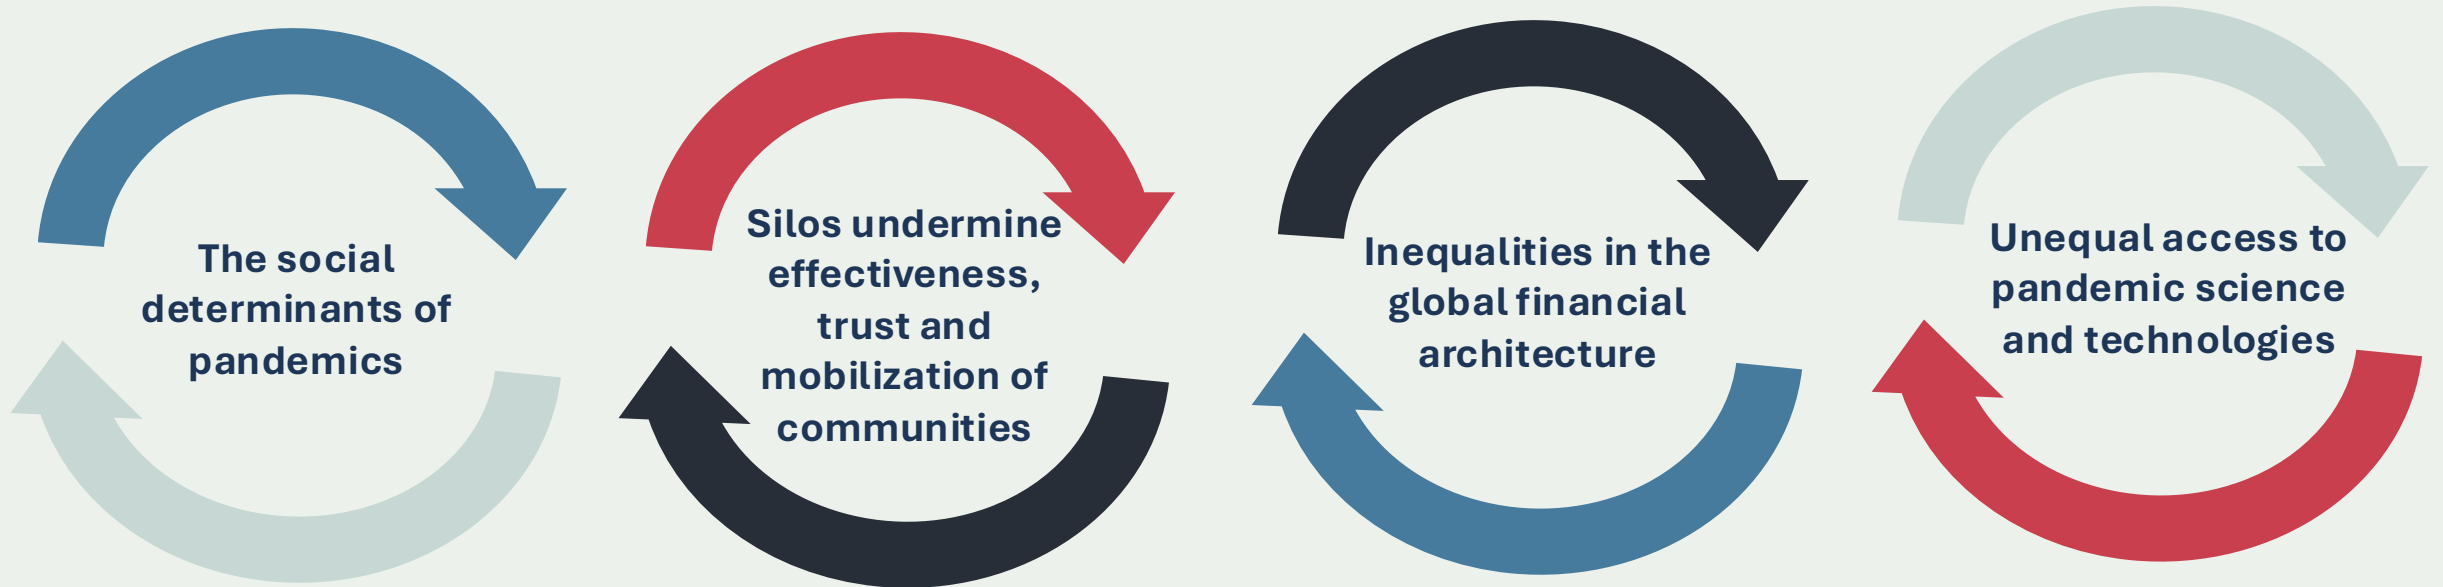 The social
determinants of
pandemics
Silos undermine
effectiveness,
trust and
mobilization of
communities
Inequalities in the
global financial
architecture
Unequal access to
pandemic science
and technologies